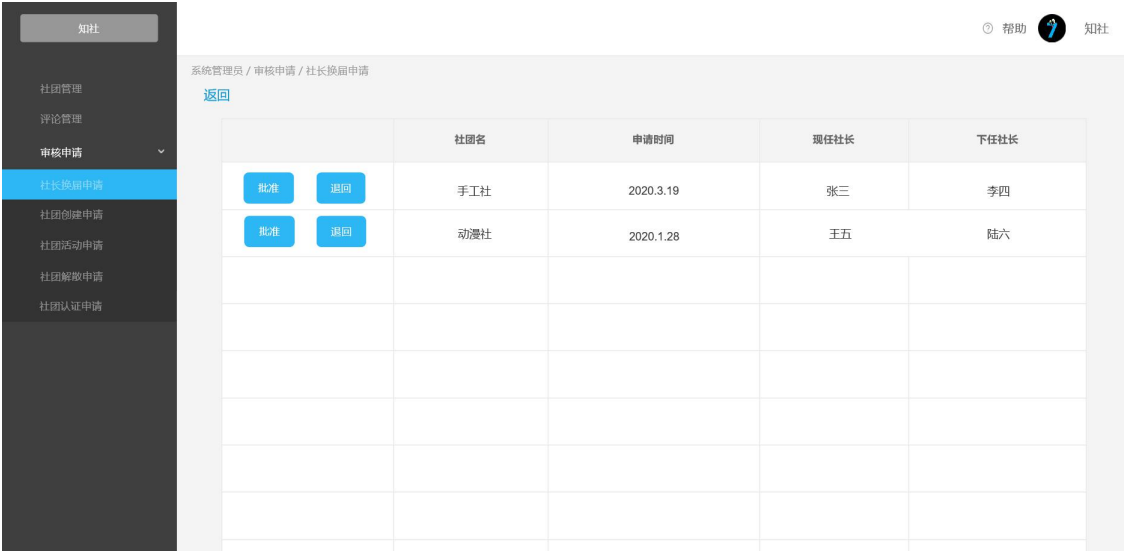 知社
帮助 知社
系统管理员 / 审核申请 / 社长换届申请
返回
社团管理
评论管理
审核申请
社长换届申请
社团创建申请
社团活动申请
社团解散申请
社团认证申请
社团名 申请时间 现任社长 下任社长
批准 退回 手工社 2020.3.19 张三 李四
批准 退回 动漫社 2020.1.28 王五 陆六